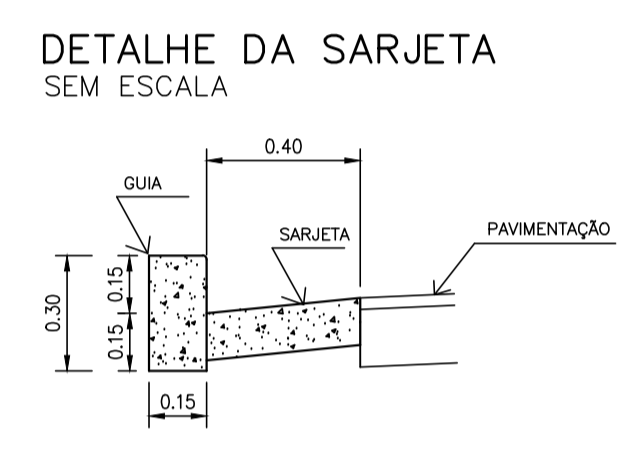 DETALHE DA SARJETA
SEM ESCALA
0.40
GUIA
SARJETA
PAVIMENTAÇÃO
0.30
0.15
0.15
0.15